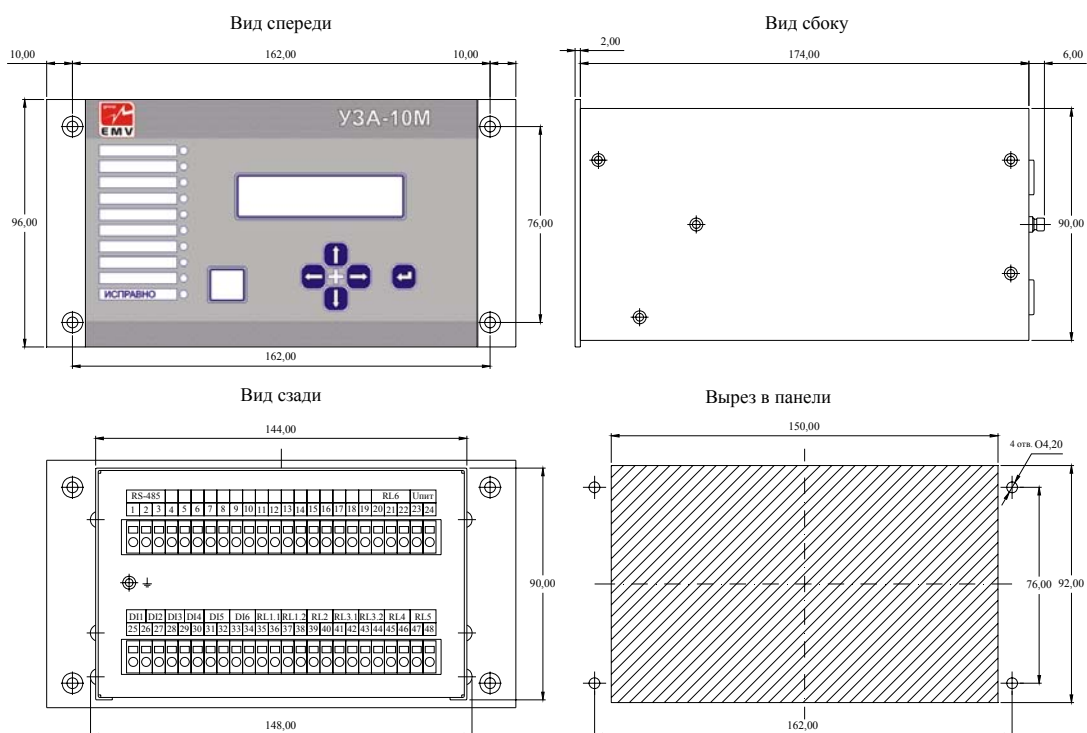 Вид спереди
10,00
162,00
10,00
group
EMV
УЗА-10М
ИСПРАВНО
96,00
76,00
162,00
Вид сбоку
2,00
174,00
6,00
90,00
Вид сзади
144,00
RS-485 RL6 Uпит
1 2 3 4 5 6 7 8 9 10 11 12 13 14 15 16 17 18 19 20 21 22 23 24
DI1 DI2 DI3 DI4 DI5 DI6 RL1.1 RL1.2 RL2 RL3.1 RL3.2 RL4 RL5
25 26 27 28 29 30 31 32 33 34 35 36 37 38 39 40 41 42 43 44 45 46 47 48
90,00
148,00
Вырез в панели
150,00
4 отв. O4,20
76,00
92,00
162,00